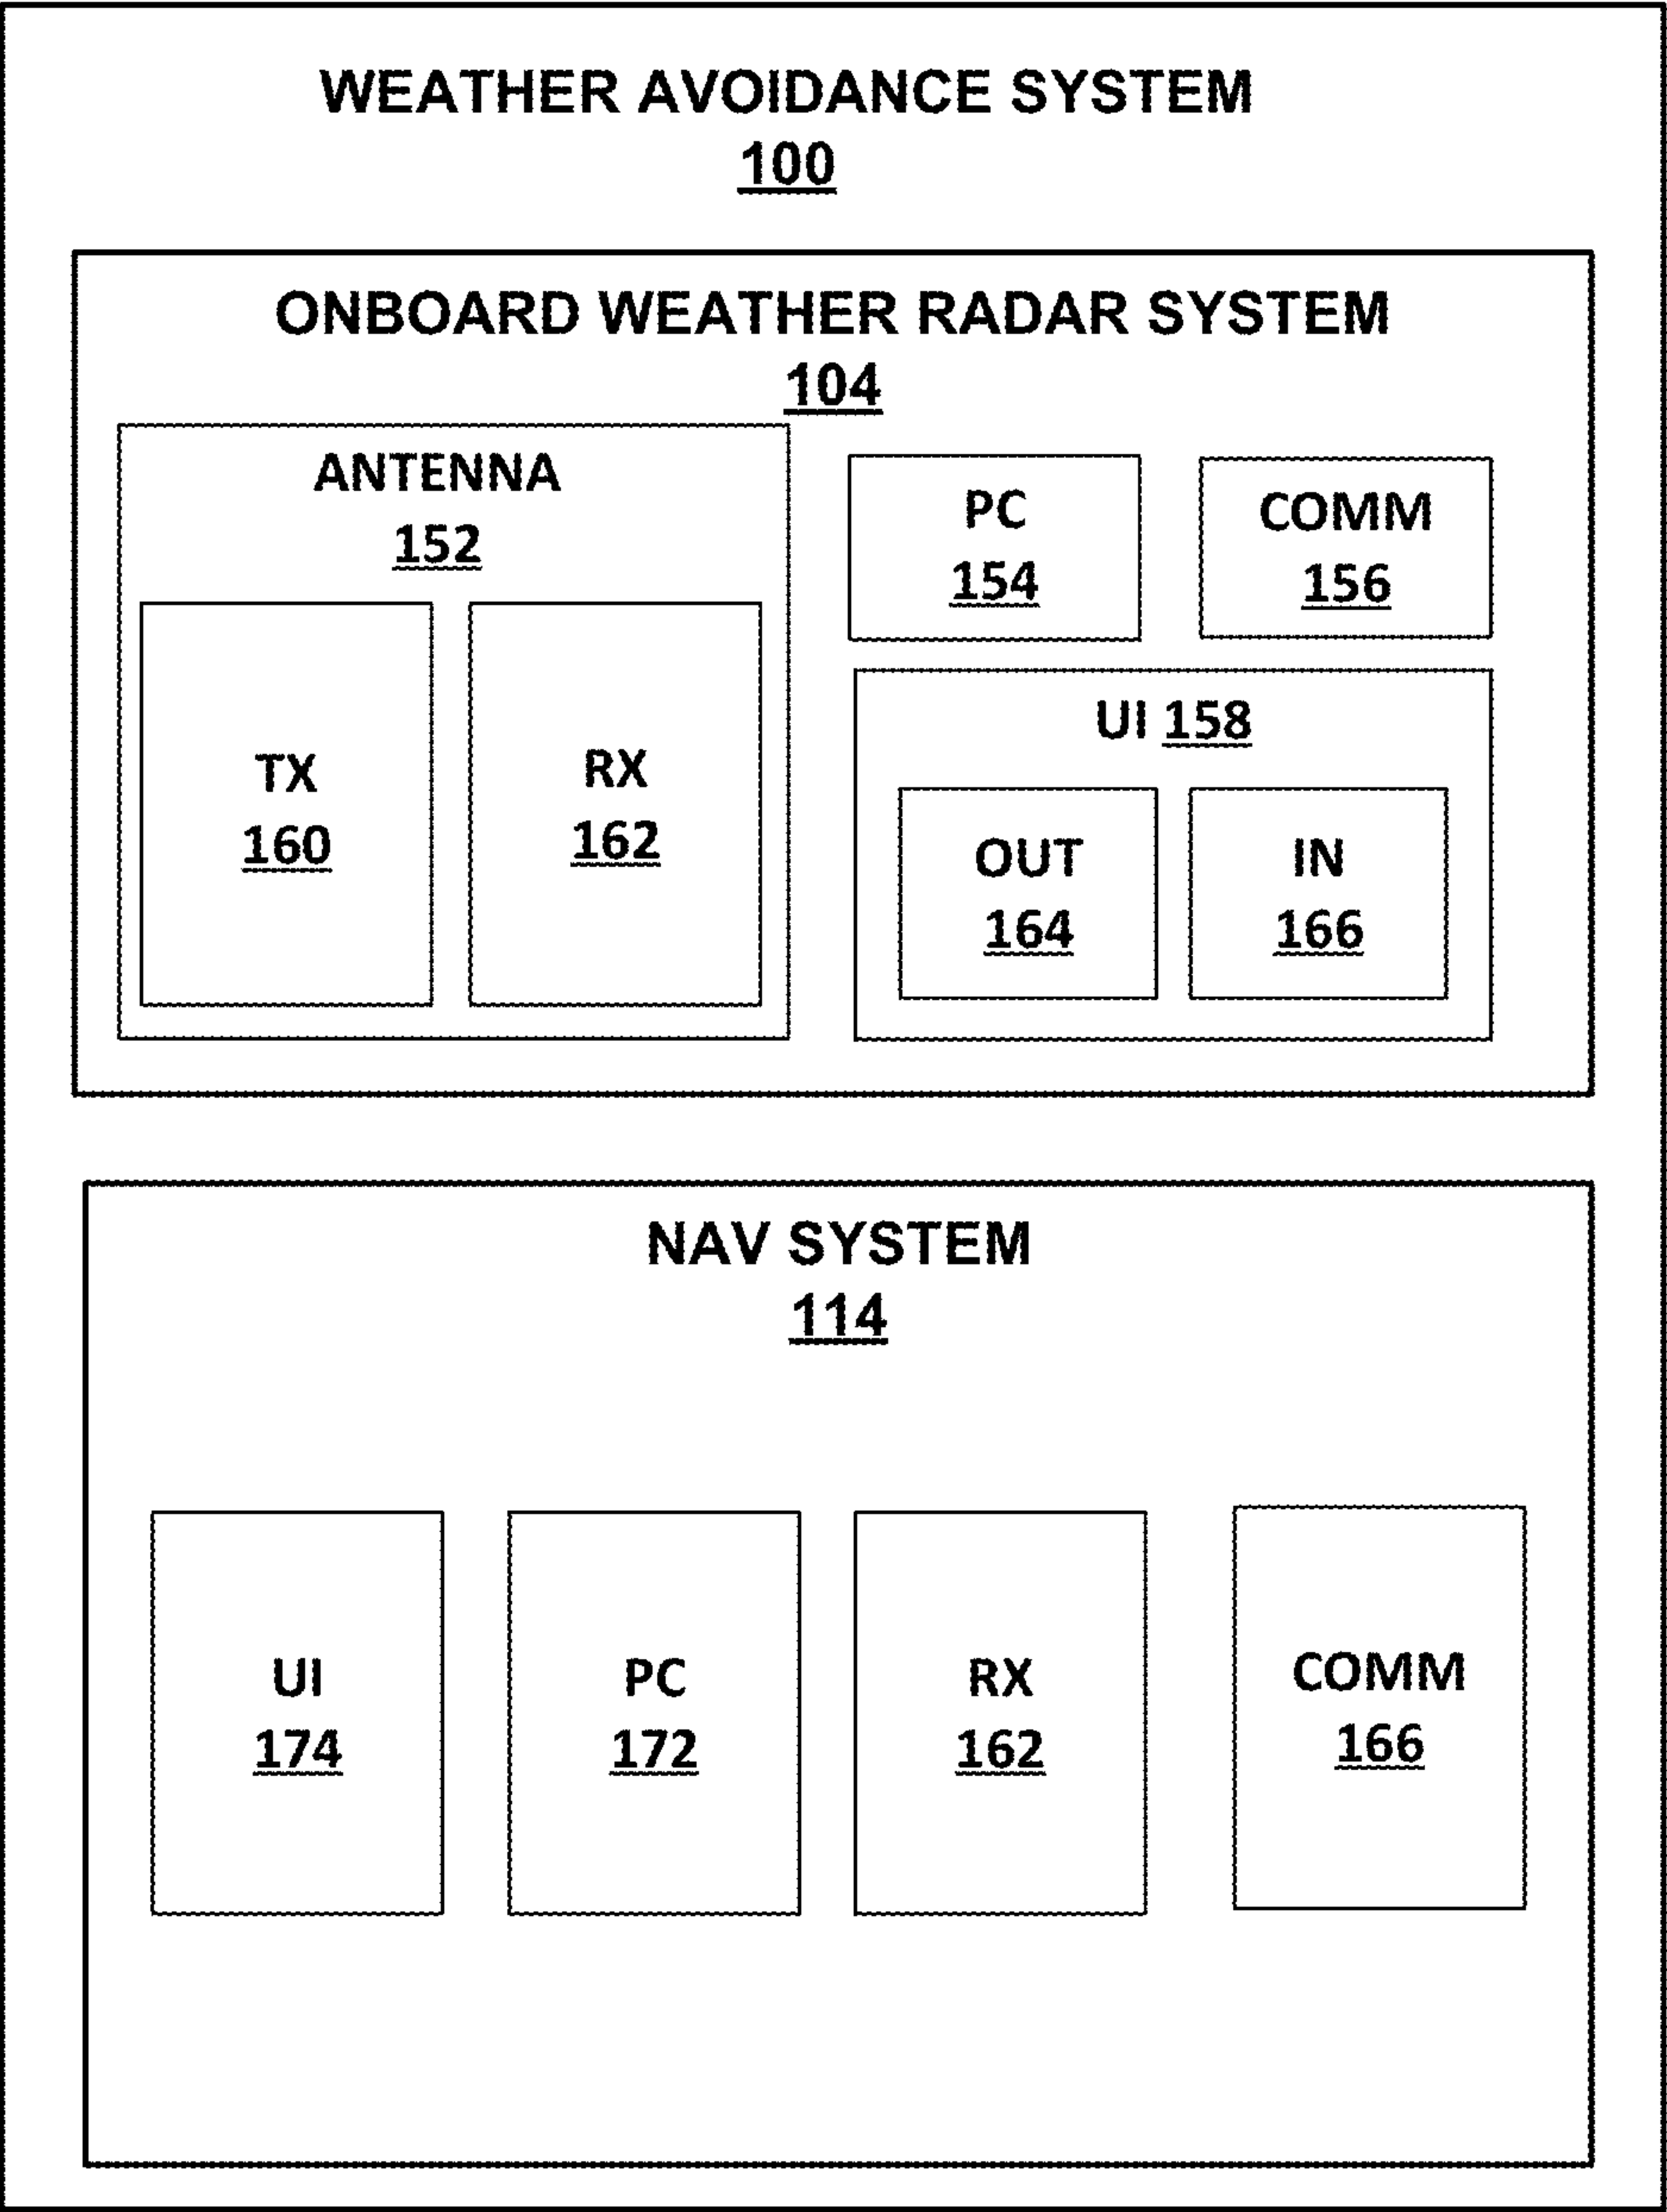 WEATHER AVOIDANCE SYSTEM
100
ONBOARD WEATHER RADAR SYSTEM
104
ANTENNA
152
TX
160
RX
162
PC
154
COMM
156
UI 158
OUT
164
IN
166
NAV SYSTEM
114
UI
174
PC
172
RX
162
COMM
166